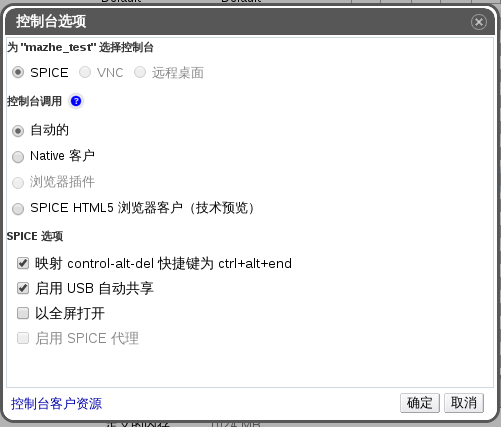 控制台选项
为 "mazhe_test" 选择控制台
SPICE VNC 远程桌面
控制台调用 ?
自动的
Native 客户
浏览器插件
SPICE HTML5 浏览器客户（技术预览）
SPICE 选项
映射 control-alt-del 快捷键为 ctrl+alt+end
启用 USB 自动共享
以全屏打开
启用 SPICE 代理
控制台客户资源 确定 取消